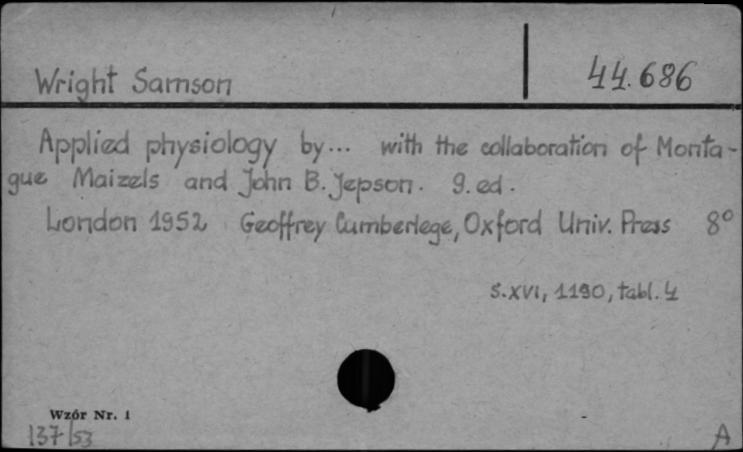 Wright Samson 44.686
Applied physiology by... with the collaboration of Monta-
gue Maizels and John B. Jepson. 9. ed.
London 1952 Geoffrey Cumberlege, Oxford Univ. Press 8°
S.XVI, 1190, tabl. 4
Wzór Nr. 1
137/53 A